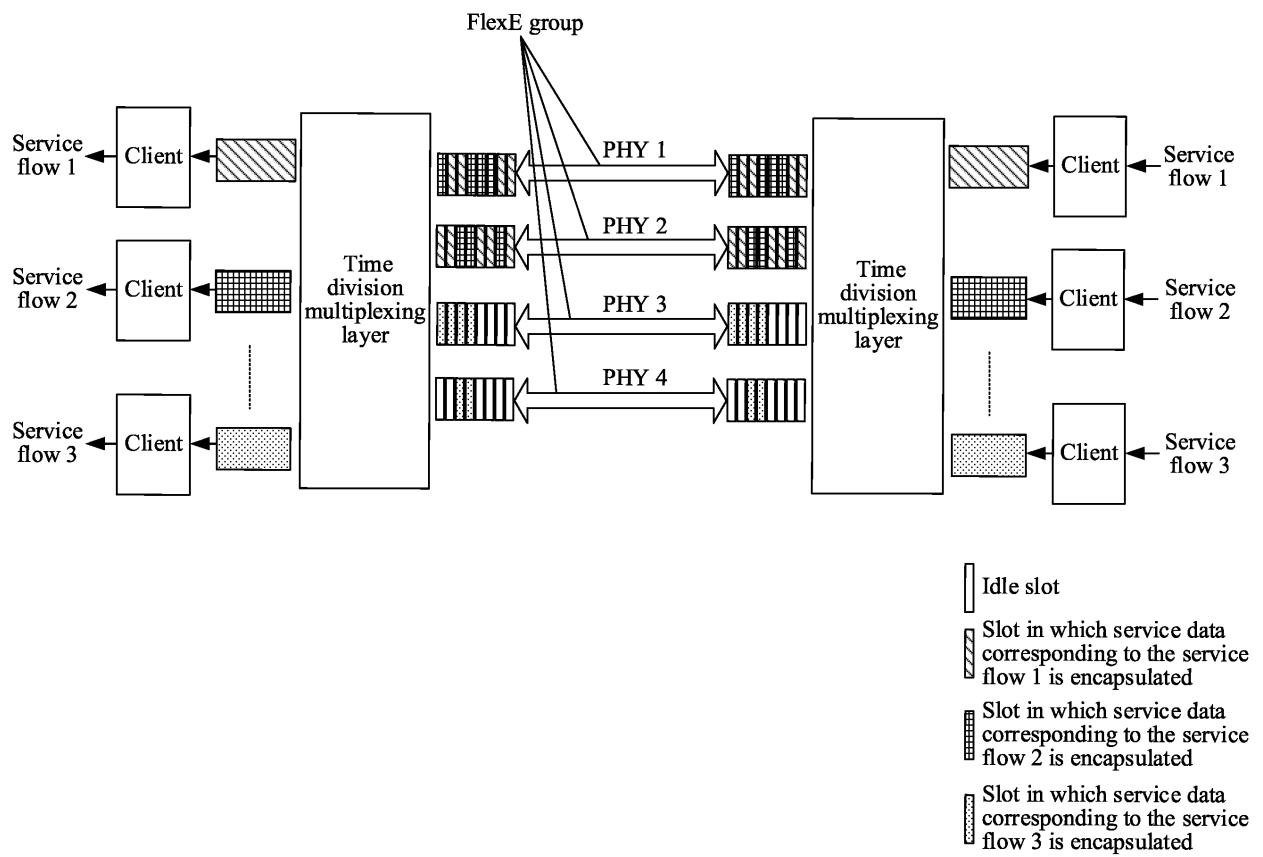 FlexE group
Service
flow 1
Client
PHY 1
Client
Service
flow 1
PHY 2
Service
flow 2
Client
Time
division
multiplexing
layer
PHY 3
Time
division
multiplexing
layer
Client
Service
flow 2
PHY 4
Service
flow 3
Client
Client
Service
flow 3
Idle slot
Slot in which service data
corresponding to the service
flow 1 is encapsulated
Slot in which service data
corresponding to the service
flow 2 is encapsulated
Slot in which service data
corresponding to the service
flow 3 is encapsulated